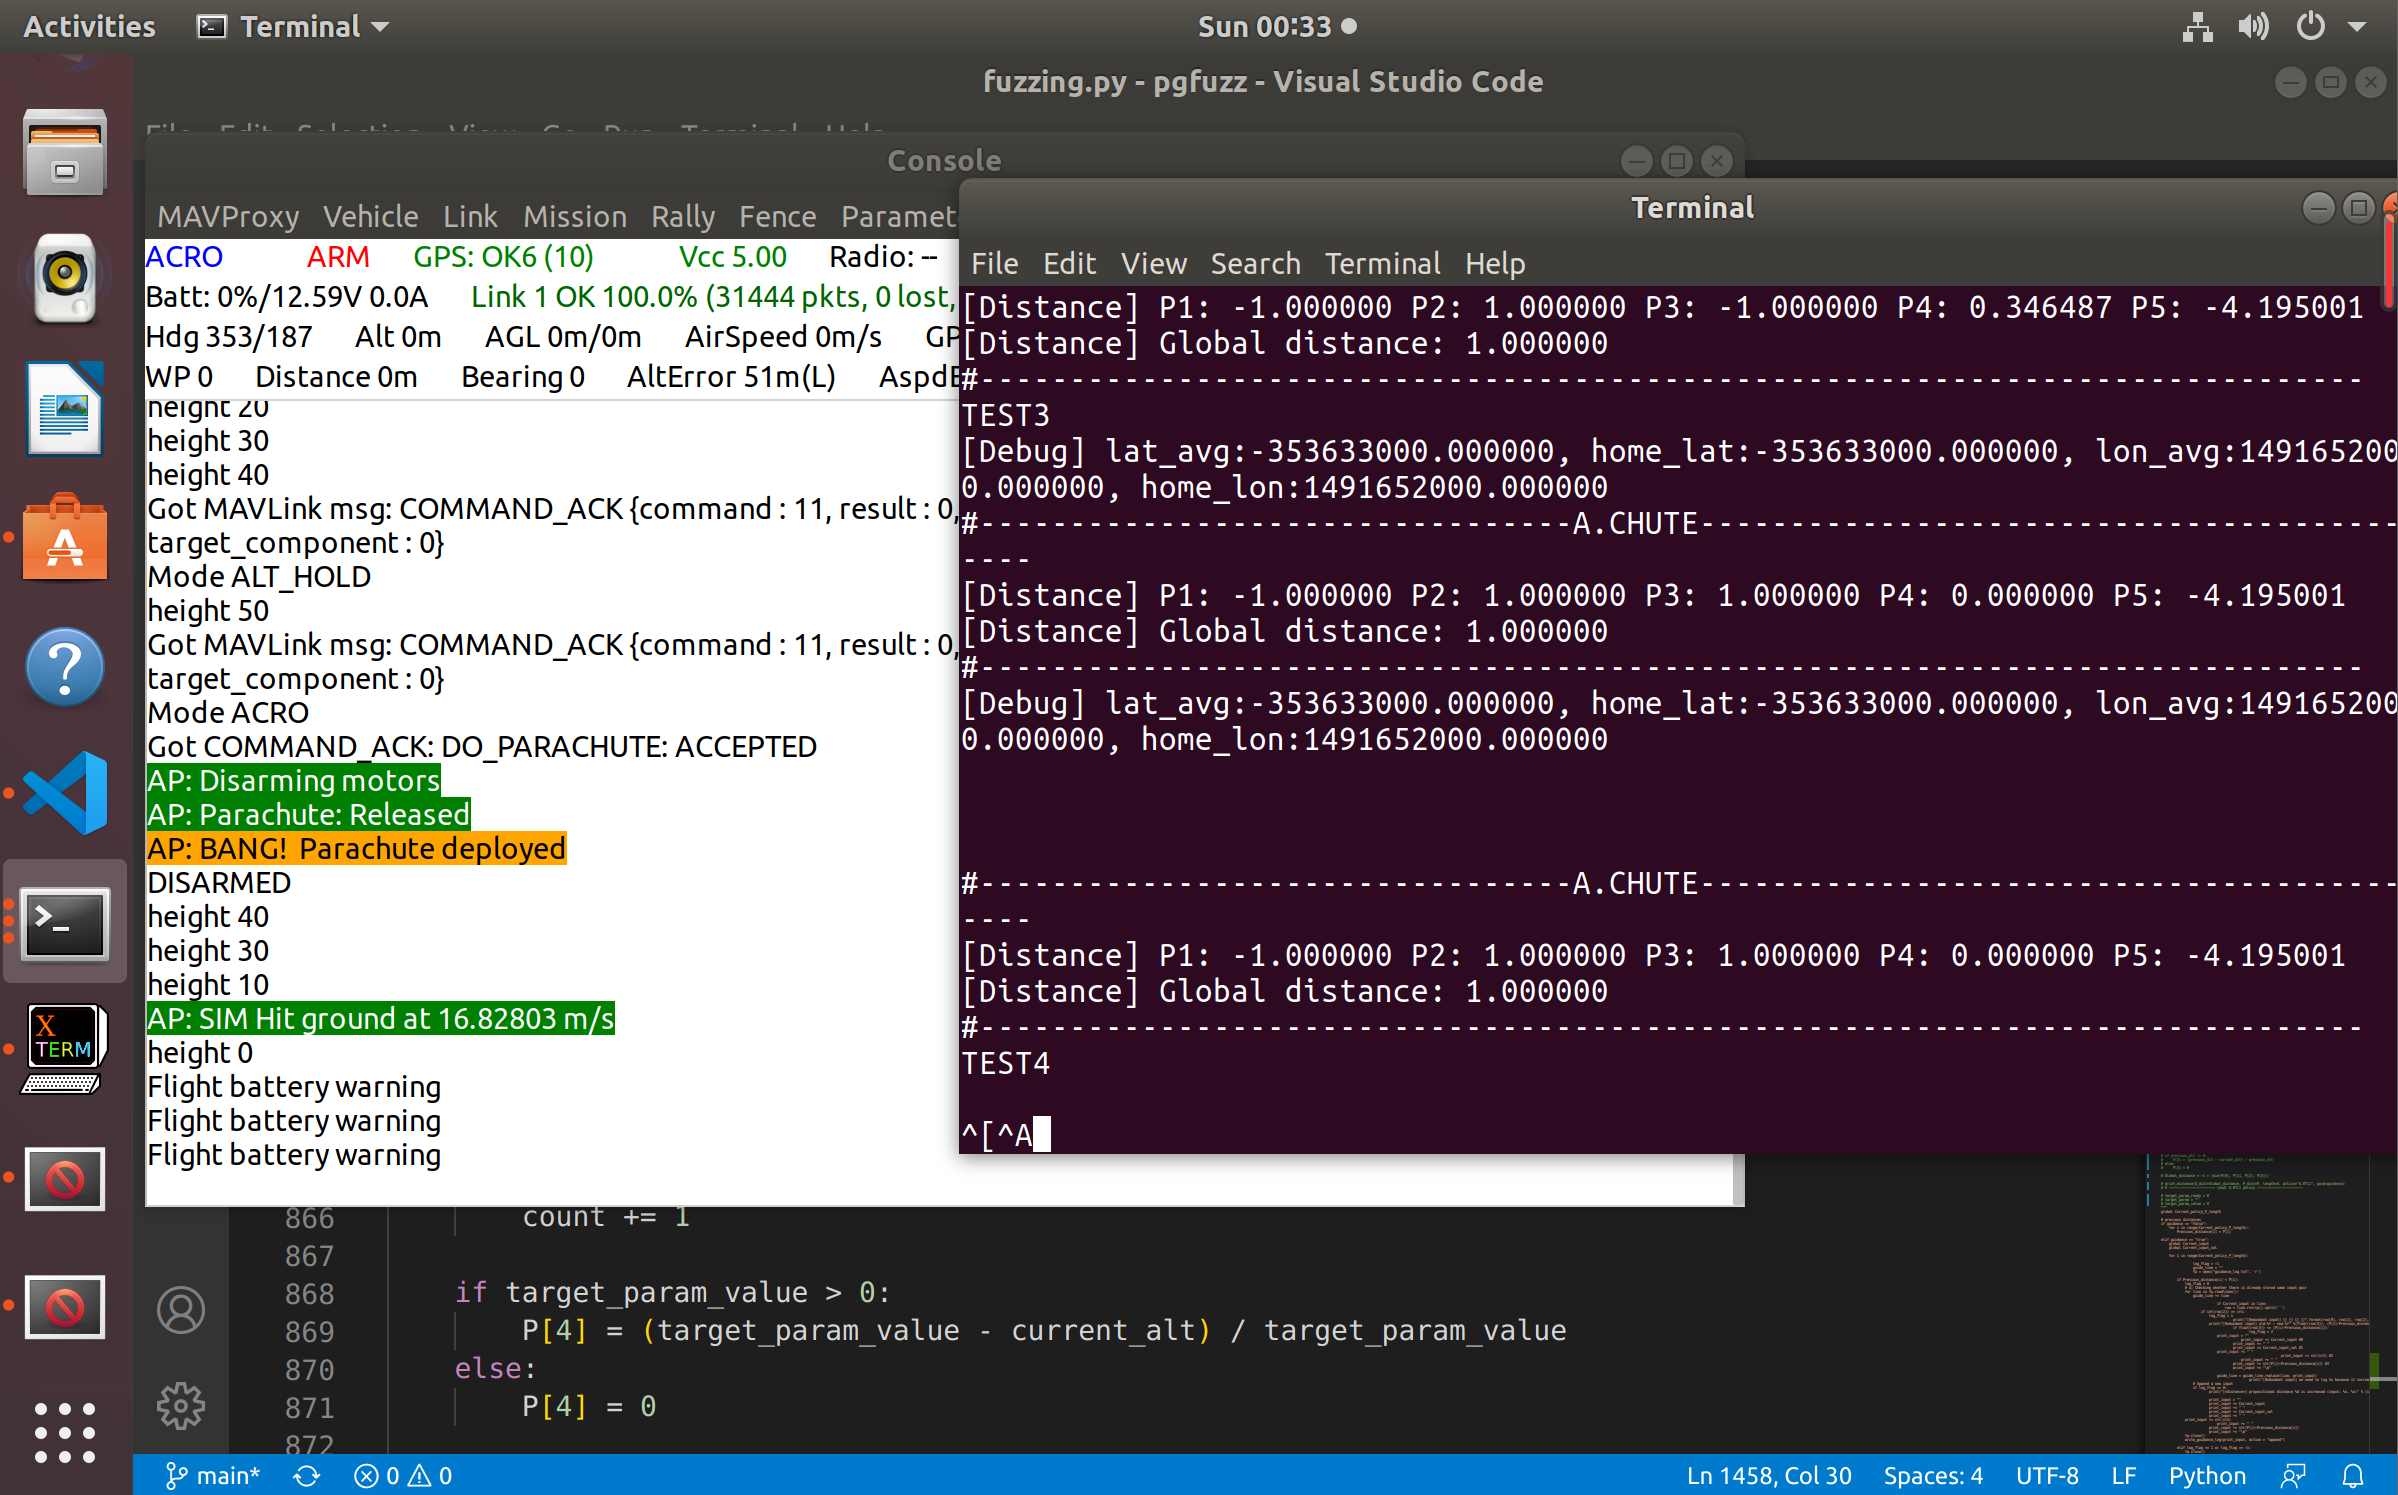 Activities Terminal Sun 00:33
fuzzing.py - pgfuzz - Visual Studio Code
File Edit Selection View Go Run Terminal Help
Console
MAVProxy Vehicle Link Mission Rally Fence Paramet
ACRO ARM GPS: OK6 (10) Vcc 5.00 Radio: --
Batt: 0%/12.59V 0.0A Link 1 OK 100.0% (31444 pkts, 0 lost,
Hdg 353/187 Alt 0m AGL 0m/0m AirSpeed 0m/s GP
WP 0 Distance 0m Bearing 0 AltError 51m(L) AspdE
height 20
height 30
height 40
Got MAVLink msg: COMMAND_ACK {command : 11, result : 0,
target_component : 0}
Mode ALT_HOLD
height 50
Got MAVLink msg: COMMAND_ACK {command : 11, result : 0,
target_component : 0}
Mode ACRO
Got COMMAND_ACK: DO_PARACHUTE: ACCEPTED
AP: Disarming motors
AP: Parachute: Released
AP: BANG! Parachute deployed
DISARMED
height 40
height 30
height 10
AP: SIM Hit ground at 16.82803 m/s
height 0
Flight battery warning
Flight battery warning
Flight battery warning
Terminal
File Edit View Search Terminal Help
[Distance] P1: -1.000000 P2: 1.000000 P3: -1.000000 P4: 0.346487 P5: -4.195001
[Distance] Global distance: 1.000000
#-----------------------------------------------------------------------------
TEST3
[Debug] lat_avg:-353633000.000000, home_lat:-353633000.000000, lon_avg:149165200
0.000000, home_lon:1491652000.000000
#---------------------------------A.CHUTE---------------------------------------
----
[Distance] P1: -1.000000 P2: 1.000000 P3: 1.000000 P4: 0.000000 P5: -4.195001
[Distance] Global distance: 1.000000
#-----------------------------------------------------------------------------
[Debug] lat_avg:-353633000.000000, home_lat:-353633000.000000, lon_avg:149165200
0.000000, home_lon:1491652000.000000
#---------------------------------A.CHUTE---------------------------------------
----
[Distance] P1: -1.000000 P2: 1.000000 P3: 1.000000 P4: 0.000000 P5: -4.195001
[Distance] Global distance: 1.000000
#-----------------------------------------------------------------------------
TEST4
^[^A
X
TERM
866 count += 1
867
868 if target_param_value > 0:
869 P[4] = (target_param_value - current_alt) / target_param_value
870 else:
871 P[4] = 0
872
main* 0 0 Ln 1458, Col 30 Spaces: 4 UTF-8 LF Python